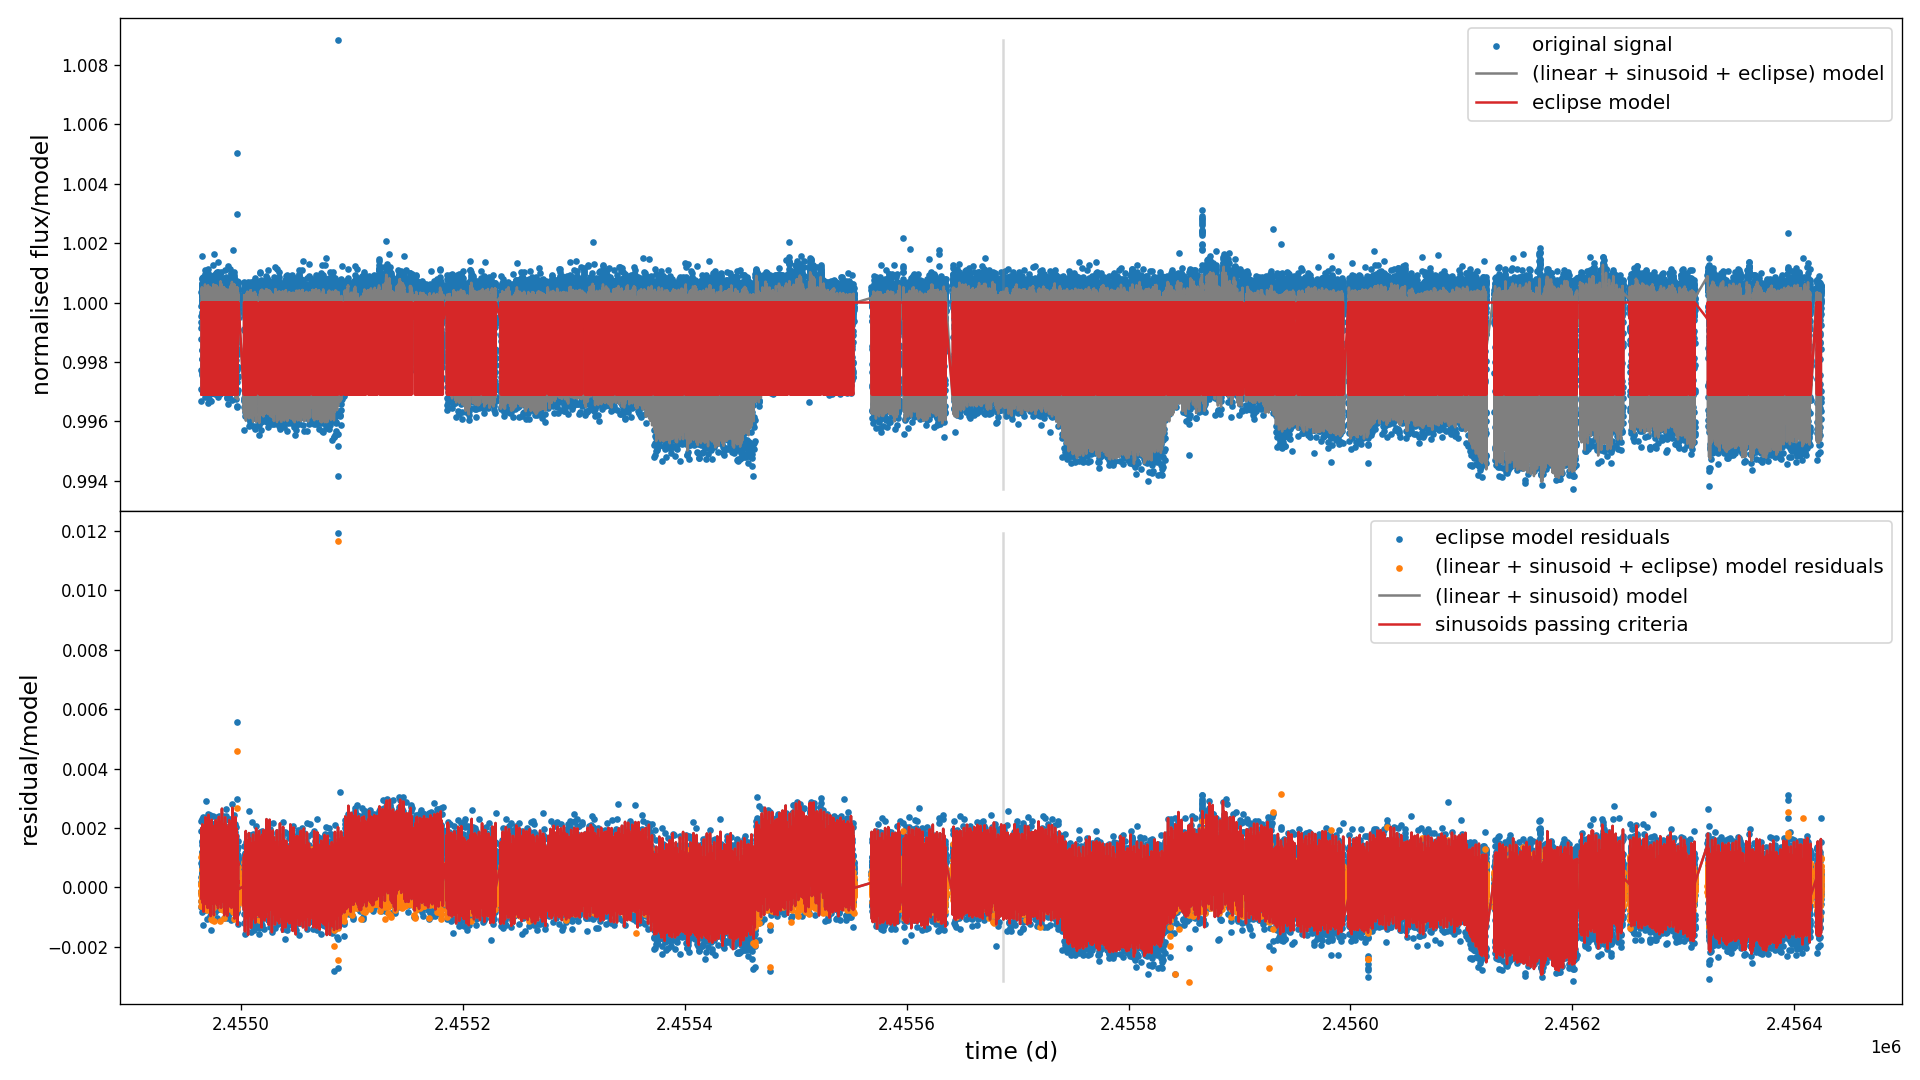 original signal
(linear + sinusoid + eclipse) model
eclipse model
normalised flux/model
1.008
1.006
1.004
1.002
1.000
0.998
0.996
0.994
eclipse model residuals
(linear + sinusoid + eclipse) model residuals
(linear + sinusoid) model
sinusoids passing criteria
residual/model
0.012
0.010
0.008
0.006
0.004
0.002
0.000
−0.002
2.4550 2.4552 2.4554 2.4556 2.4558 2.4560 2.4562 2.4564
time (d)
1e6